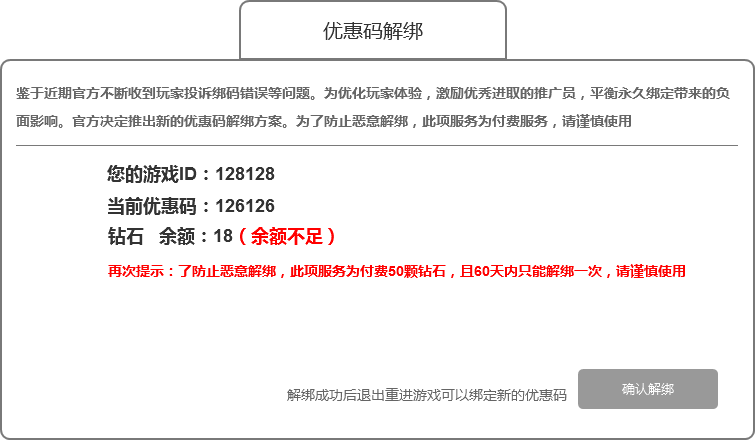 优惠码解绑
鉴于近期官方不断收到玩家投诉绑码错误等问题。为优化玩家体验，激励优秀进取的推广员，平衡永久绑定带来的负
面影响。官方决定推出新的优惠码解绑方案。为了防止恶意解绑，此项服务为付费服务，请谨慎使用
您的游戏ID：128128
当前优惠码：126126
钻石 余额：18（余额不足）
再次提示：了防止恶意解绑，此项服务为付费50颗钻石，且60天内只能解绑一次，请谨慎使用
解绑成功后退出重进游戏可以绑定新的优惠码
确认解绑